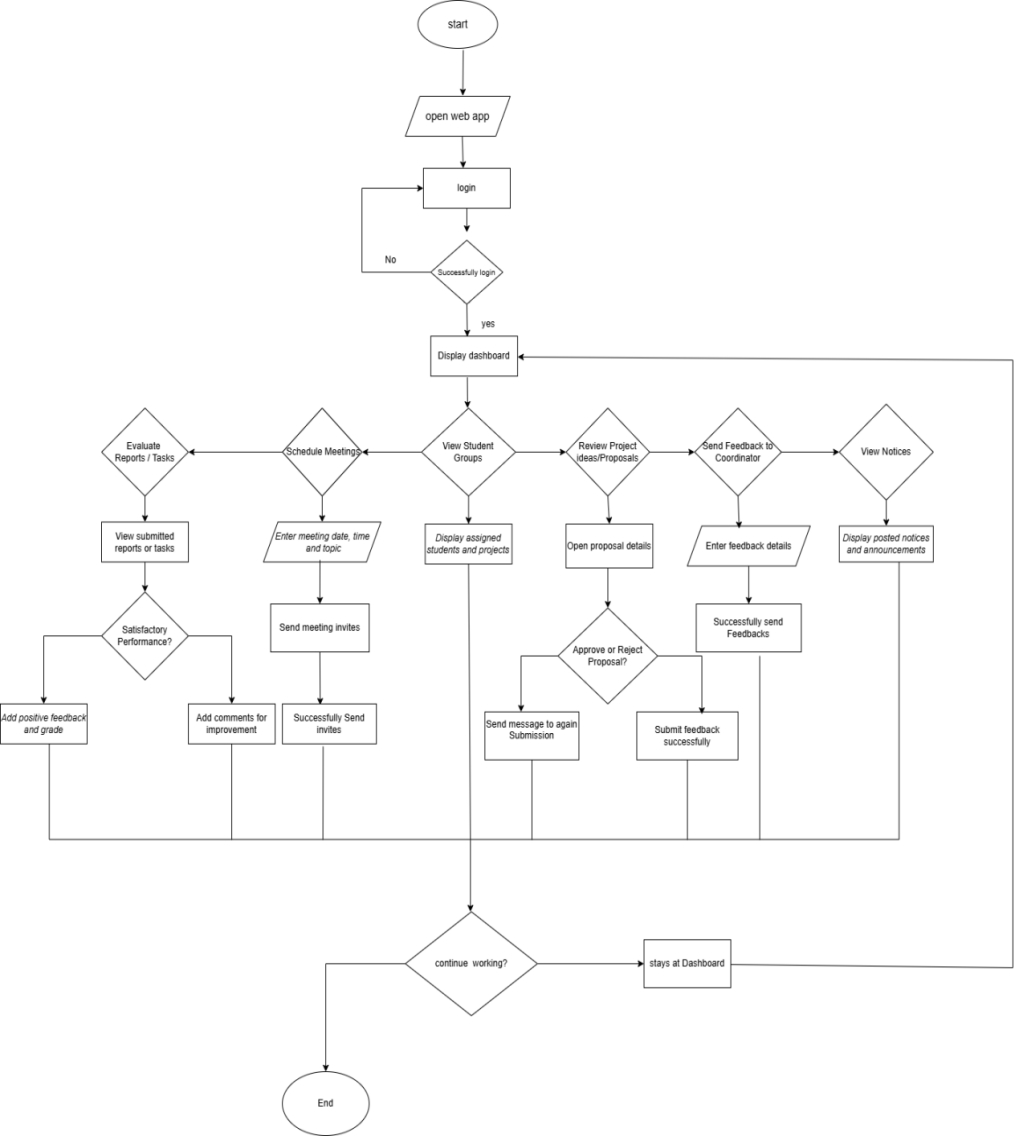 start
open web app
login
No
Successfully login
yes
Display dashboard
Evaluate
Reports / Tasks
Schedule Meetings
View Student
Groups
Review Project
ideas/Proposals
Send Feedback to
Coordinator
View Notices
View submitted
reports or tasks
Enter meeting date, time
and topic
Display assigned
students and projects
Open proposal details
Enter feedback details
Display posted notices
and announcements
Satisfactory
Performance?
Send meeting invites
Approve or Reject
Proposal?
Successfully send
Feedbacks
Add positive feedback
and grade
Add comments for
improvement
Successfully Send
invites
Send message to again
Submission
Submit feedback
successfully
continue working?
stays at Dashboard
End